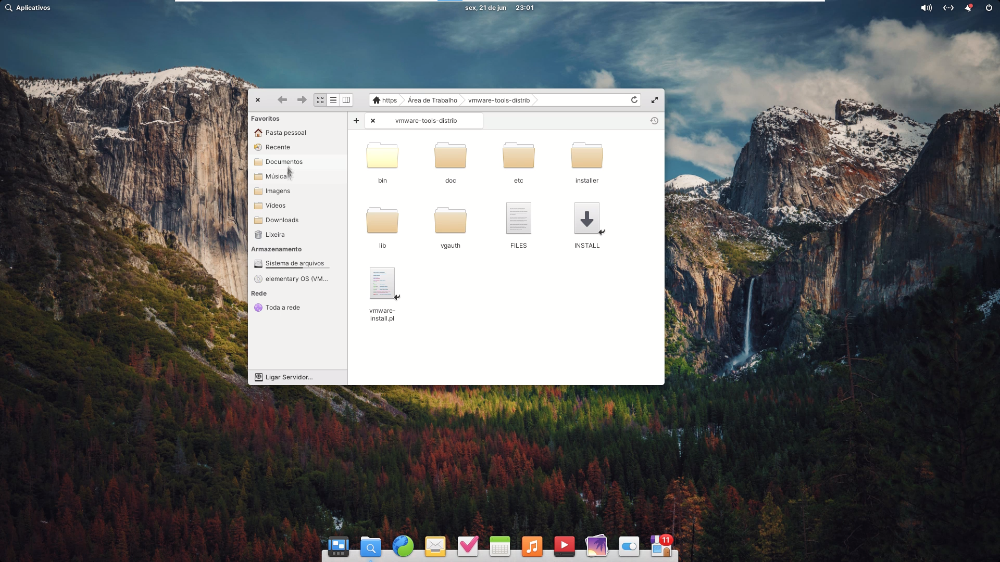 Aplicativos
sex, 21 de jun 23:01
https Área de Trabalho vmware-tools-distrib
Favoritos
vmware-tools-distrib
Pasta pessoal
Recente
Documentos
Música
Imagens
Vídeos
Downloads
Lixeira
Armazenamento
Sistema de arquivos
elementary OS (VM...
Rede
Toda a rede
Ligar Servidor...
bin
doc
etc
installer
lib
vgauth
FILES
INSTALL
vmware-
install.pl
11